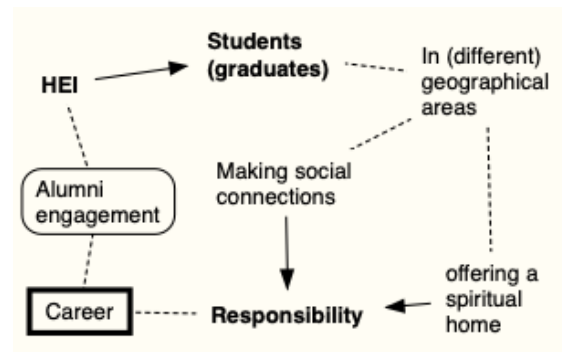 Students
(graduates)
HEI
In (different)
geographical
areas
Making social
connections
Alumni
engagement
offering a
spiritual
home
Career
Responsibility